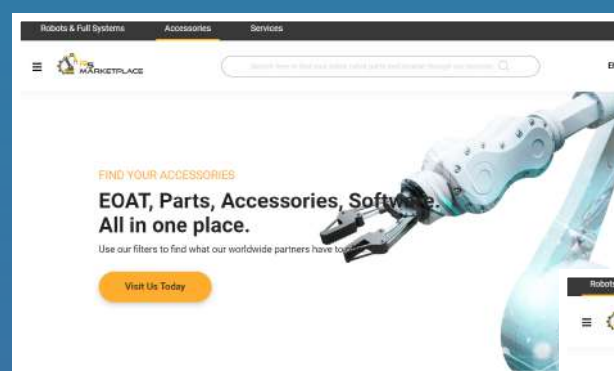 Robots & Full Systems Accessories Services
MARKETPLACE
FIND YOUR ACCESSORIES
EOAT, Parts, Accessories, Software.
All in one place.
Use our filters to find what our worldwide partners have to
Visit Us Today
Robots